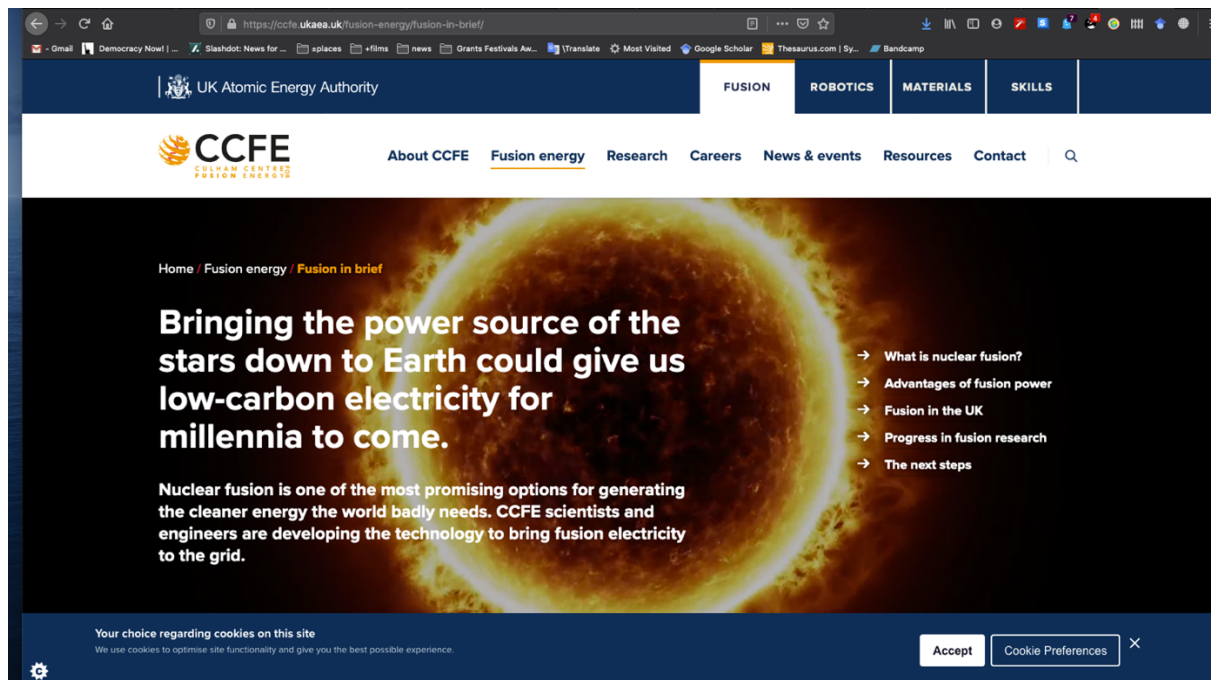 https://ccfe.ukaea.uk/fusion-energy/fusion-in-brief/
- Gmail Democracy Now! | ... Slashdot: News for ... aplaces +films news Grants Festivals Aw... \Translate Most Visited Google Scholar Thesaurus.com | Sy... Bandcamp
UK Atomic Energy Authority
FUSION ROBOTICS MATERIALS SKILLS
CCFE
CULHAM CENTRE FOR
FUSION ENERGY
About CCFE Fusion energy Research Careers News & events Resources Contact
Home / Fusion energy / Fusion in brief
Bringing the power source of the
stars down to Earth could give us
low-carbon electricity for
millennia to come.
Nuclear fusion is one of the most promising options for generating
the cleaner energy the world badly needs. CCFE scientists and
engineers are developing the technology to bring fusion electricity
to the grid.
→ What is nuclear fusion?
→ Advantages of fusion power
→ Fusion in the UK
→ Progress in fusion research
→ The next steps
Your choice regarding cookies on this site
We use cookies to optimise site functionality and give you the best possible experience.
Accept
Cookie Preferences